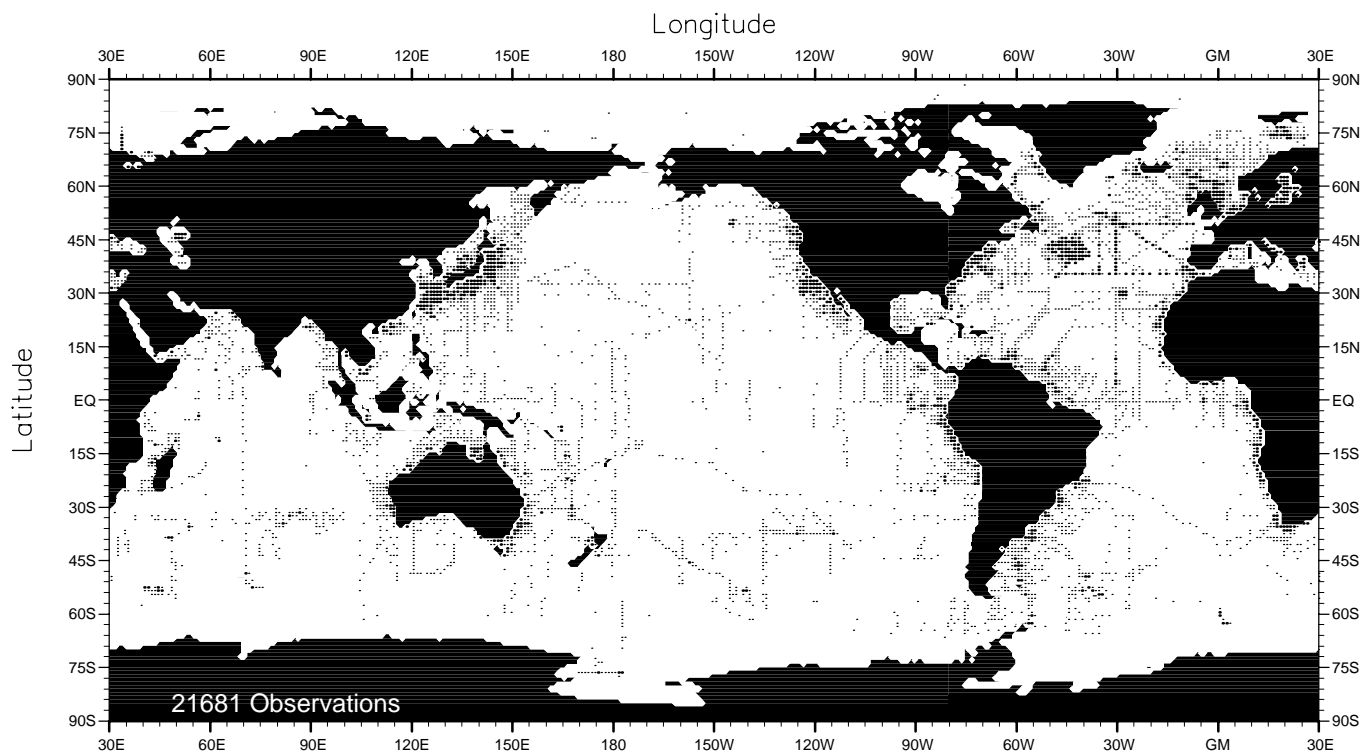 Longitude
30E 60E 90E 120E 150E 180 150W 120W 90W 60W 30W GM 30E
90N 90N
75N 75N
60N 60N
45N 45N
30N 30N
15N 15N
Latitude
EQ EQ
15S 15S
30S 30S
45S 45S
60S 60S
75S 75S
21681 Observations
90S 90S
30E 60E 90E 120E 150E 180 150W 120W 90W 60W 30W GM 30E